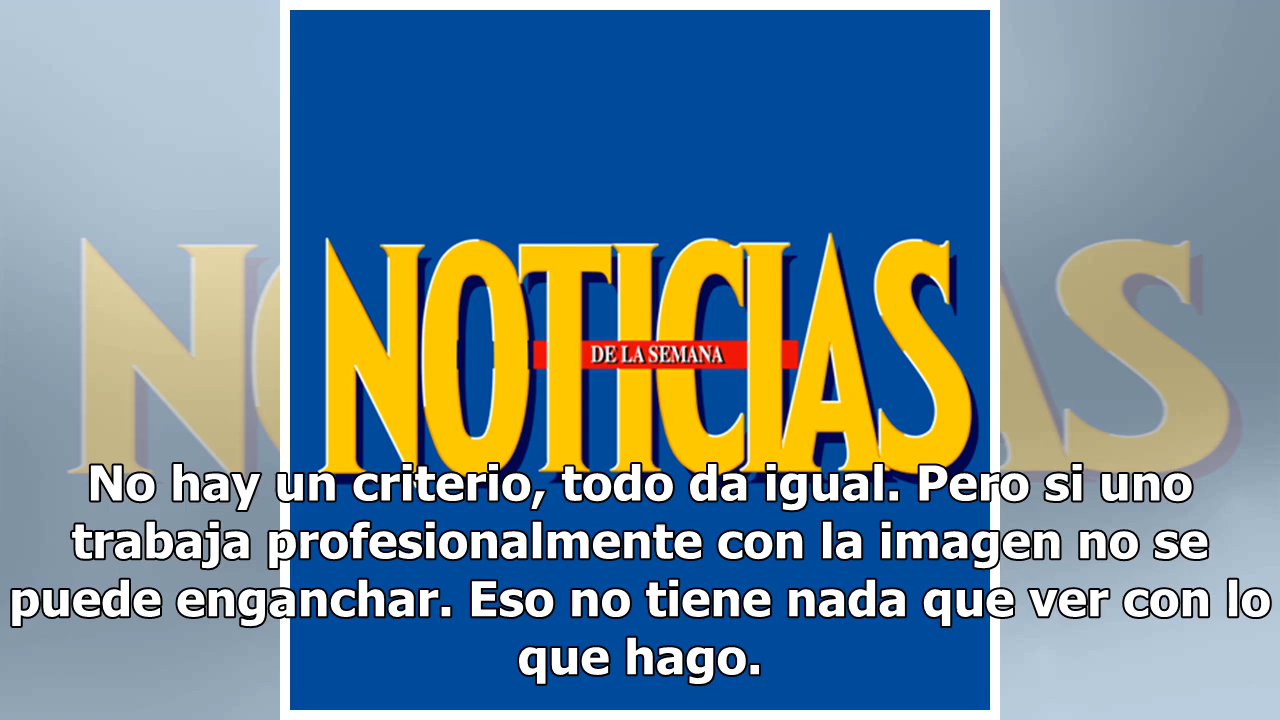 NOTICIAS
DE LA SEMANA
No hay un criterio, todo da igual. Pero si uno
trabaja profesionalmente con la imagen no se
puede enganchar. Eso no tiene nada que ver con lo
que hago.